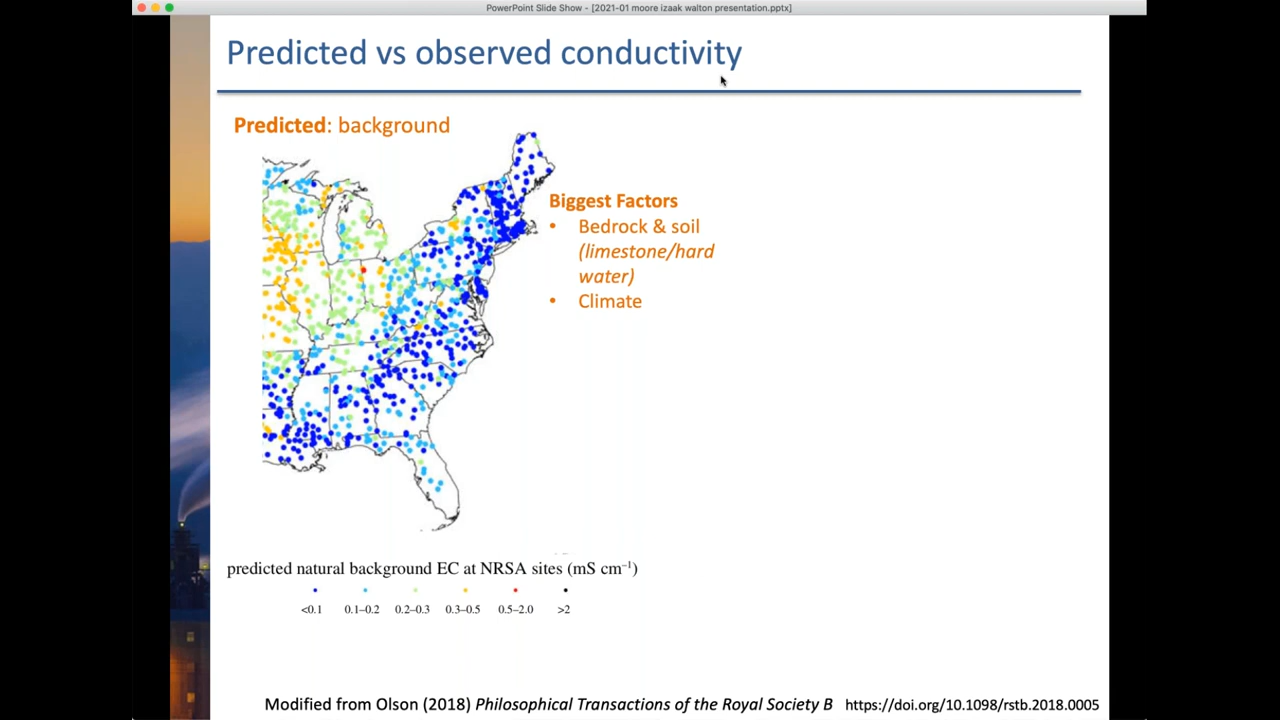 PowerPoint Slide Show - [2021-01 moore izaak walton presentation.pptx]
Predicted vs observed conductivity
Predicted: background
Biggest Factors
• Bedrock & soil
(limestone/hard
water)
• Climate
predicted natural background EC at NRSA sites (mS cm⁻¹)
<0.1 0.1–0.2 0.2–0.3 0.3–0.5 0.5–2.0 >2
Modified from Olson (2018) Philosophical Transactions of the Royal Society B https://doi.org/10.1098/rstb.2018.0005